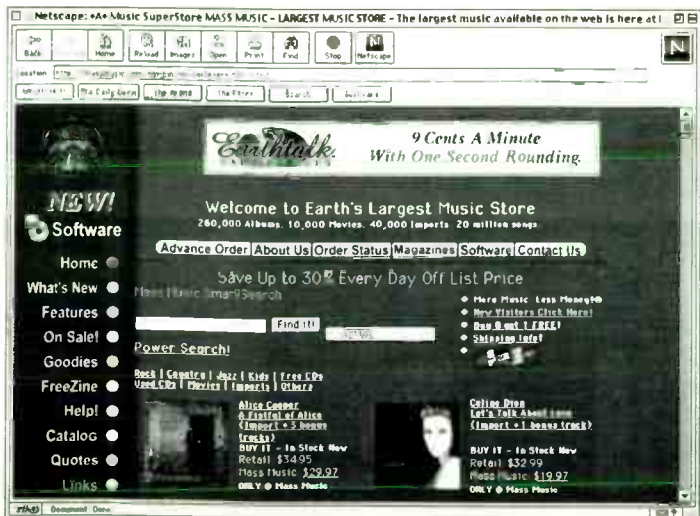 Netscape: •A• Music SuperStore MASS MUSIC - LARGEST MUSIC STORE - The largest music available on the web is here at
Back Home Reload Images Open Print Find Stop Netscape
Search
Earthtalk.
9 Cents A Minute
With One Second Rounding.
NEW!
Software
Home
What's New
Features
On Sale!
Goodies
FreeZine
Help!
Catalog
Quotes
Links
Welcome to Earth's Largest Music Store
260,000 Albums. 10,000 Movies. 40,000 Imports. 20 million songs
Advance Order | About Us | Order Status | Magazines | Software | Contact Us
Save Up to 30% Every Day Off List Price
Mass Music SmartSearch
Find It!
Power Search!
More Music Less Money!®
New Visitors Click Here!
Buy 8 get 1 FREE!
Shipping Info!
Rock | Country | Jazz | Kids | Free CDs
Used CDs | Movies | Imports | Others
Alice Cooper
A Fistful of Alice
(Import + 3 bonus
tracks)
BUY IT - In Stock Now
Retail $34.95
Mass Music $29.97
ONLY @ Mass Music
Celine Dion
Let's Talk About Love
(Import + 1 bonus track)
BUY IT - In Stock Now
Retail $32.99
Mass Music $19.97
ONLY @ Mass Music
Document Done